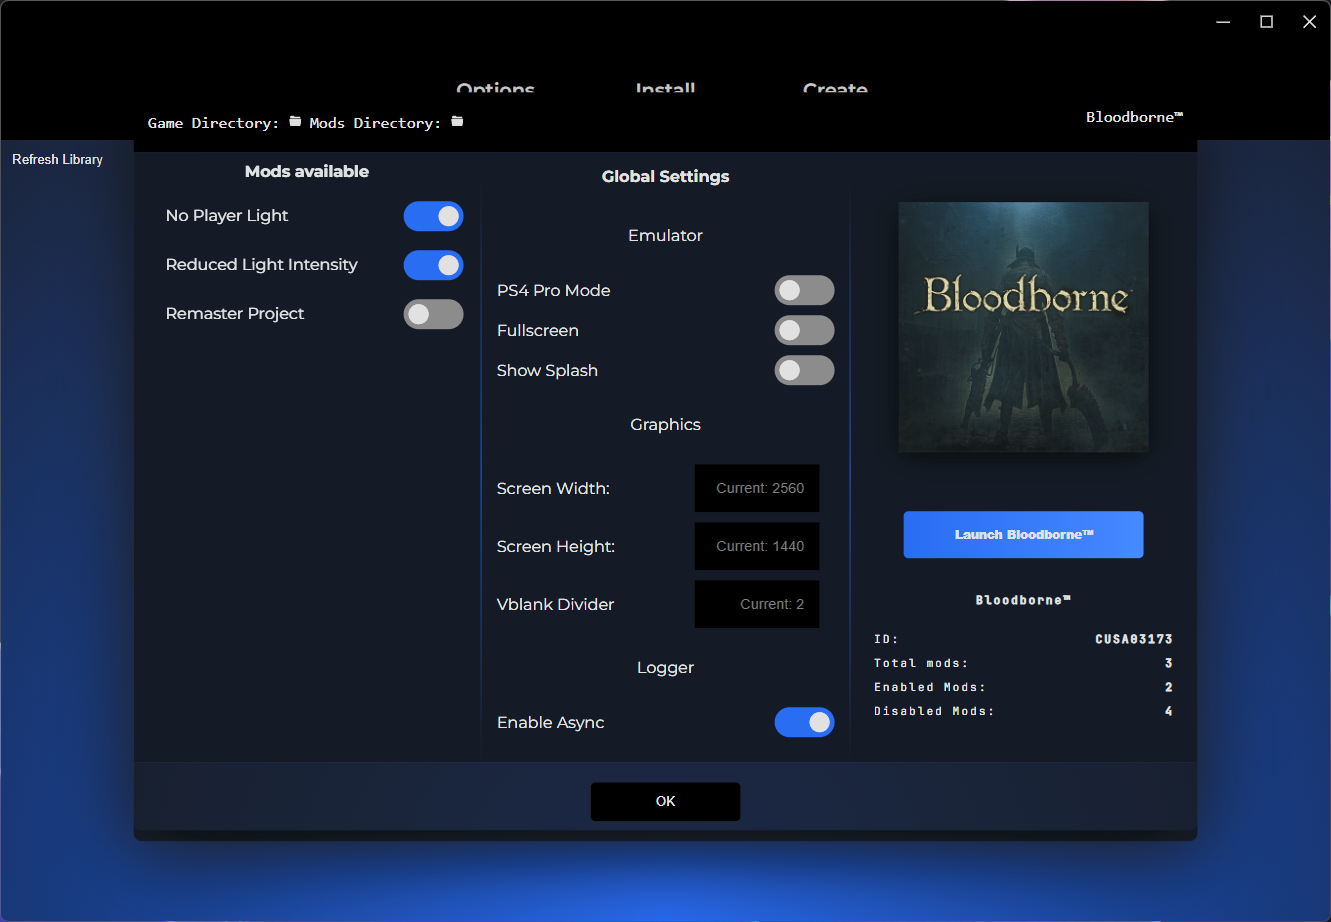 Options Install Create
Game Directory: Mods Directory:
Bloodborne™
Refresh Library
Mods available
No Player Light
Reduced Light Intensity
Remaster Project
Global Settings
Emulator
PS4 Pro Mode
Fullscreen
Show Splash
Graphics
Screen Width: Current: 2560
Screen Height: Current: 1440
Vblank Divider Current: 2
Logger
Enable Async
Bloodborne
Launch Bloodborne™
Bloodborne™
ID: CUSA03173
Total mods: 3
Enabled Mods: 2
Disabled Mods: 4
OK